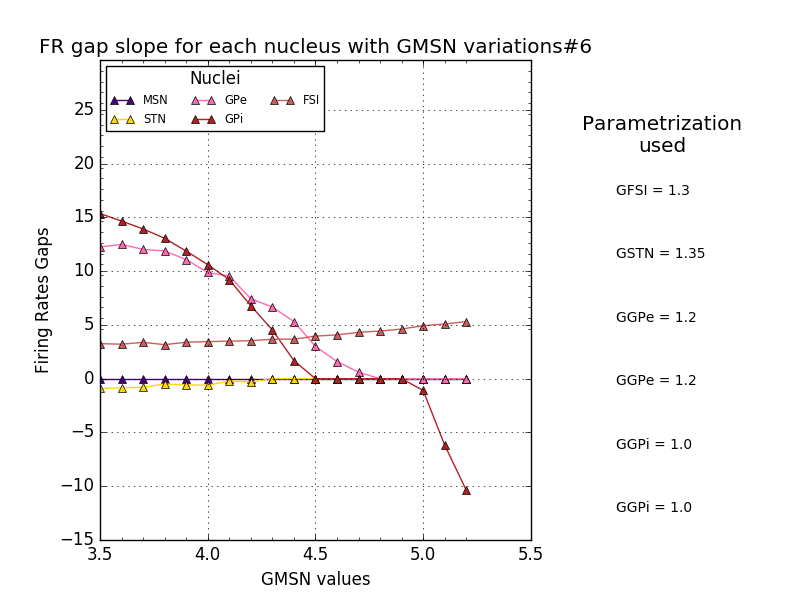 FR gap slope for each nucleus with GMSN variations#6
Nuclei
MSN GPe FSI
STN GPi
25
20
15
10
5
0
−5
−10
−15
3.5 4.0 4.5 5.0 5.5
Firing Rates Gaps
GMSN values
Parametrization
used
GFSI = 1.3
GSTN = 1.35
GGPe = 1.2
GGPe = 1.2
GGPi = 1.0
GGPi = 1.0